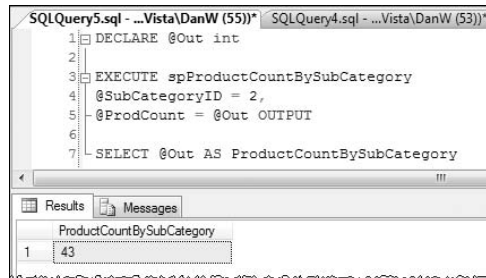 SQLQuery5.sql - ...Vista\DanW (55))* SQLQuery4.sql - ...Vista\DanW (53))*
1 DECLARE @Out int
2
3 EXECUTE spProductCountBySubCategory
4 @SubCategoryID = 2,
5 @ProdCount = @Out OUTPUT
6
7 SELECT @Out AS ProductCountBySubCategory
Results Messages
ProductCountBySubCategory
1 43